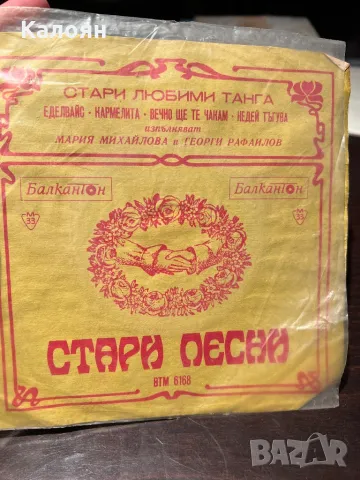 Калоян
СТАРИ ЛЮБИМИ ТАНГА
ЕДЕЛВАЙС · КАРМЕЛИТА · ВЕЧНО ЩЕ ТЕ ЧАКАМ · НЕДЕЙ ТЪГУВА
изпълняват
МАРИЯ МИХАЙЛОВА и ГЕОРГИ РАФАИЛОВ
Балкантон Балкантон
М 33 М 33
СТАРИ ПЕСНИ
ВТМ 6168
BAZAR